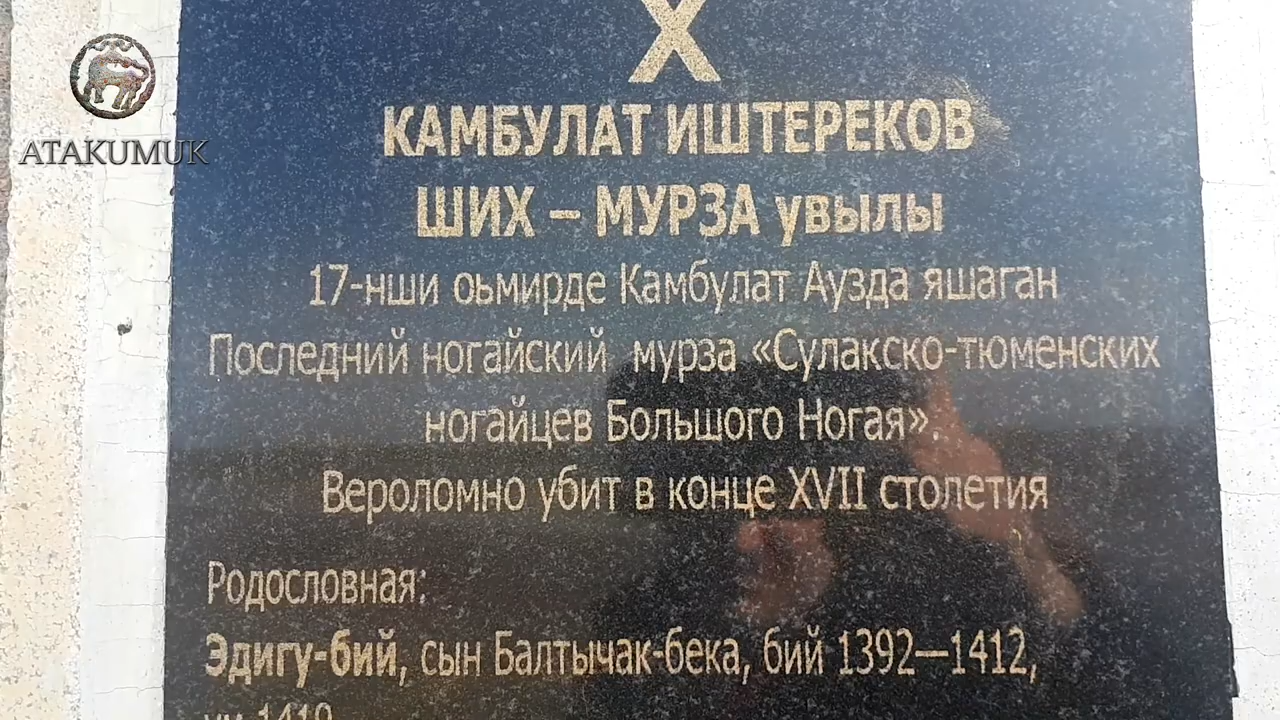 ATAKUMUK
X
КАМБУЛАТ ИШТЕРЕКОВ
ШИХ – МУРЗА увылы
17-нши оьмирде Камбулат Аузда яшаган
Последний ногайский мурза «Сулакско-тюменских
ногайцев Большого Ногая».
Вероломно убит в конце XVII столетия
Родословная:
Эдигу-бий, сын Балтычак-бека, бий 1392—1412,